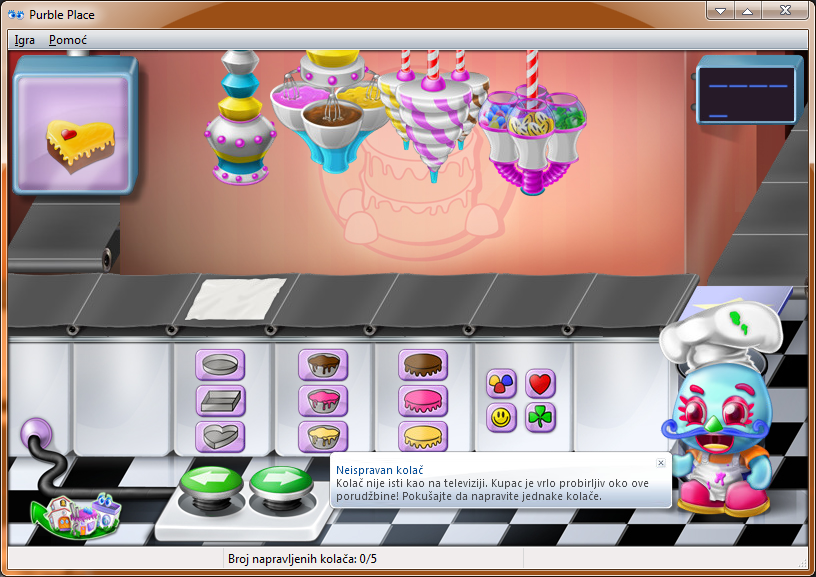 Purble Place
Igra Pomoć
Neispravan kolač
Kolač nije isti kao na televiziji. Kupac je vrlo probirljiv oko ove
porudžbine! Pokušajte da napravite jednake kolače.
Broj napravljenih kolača: 0/5